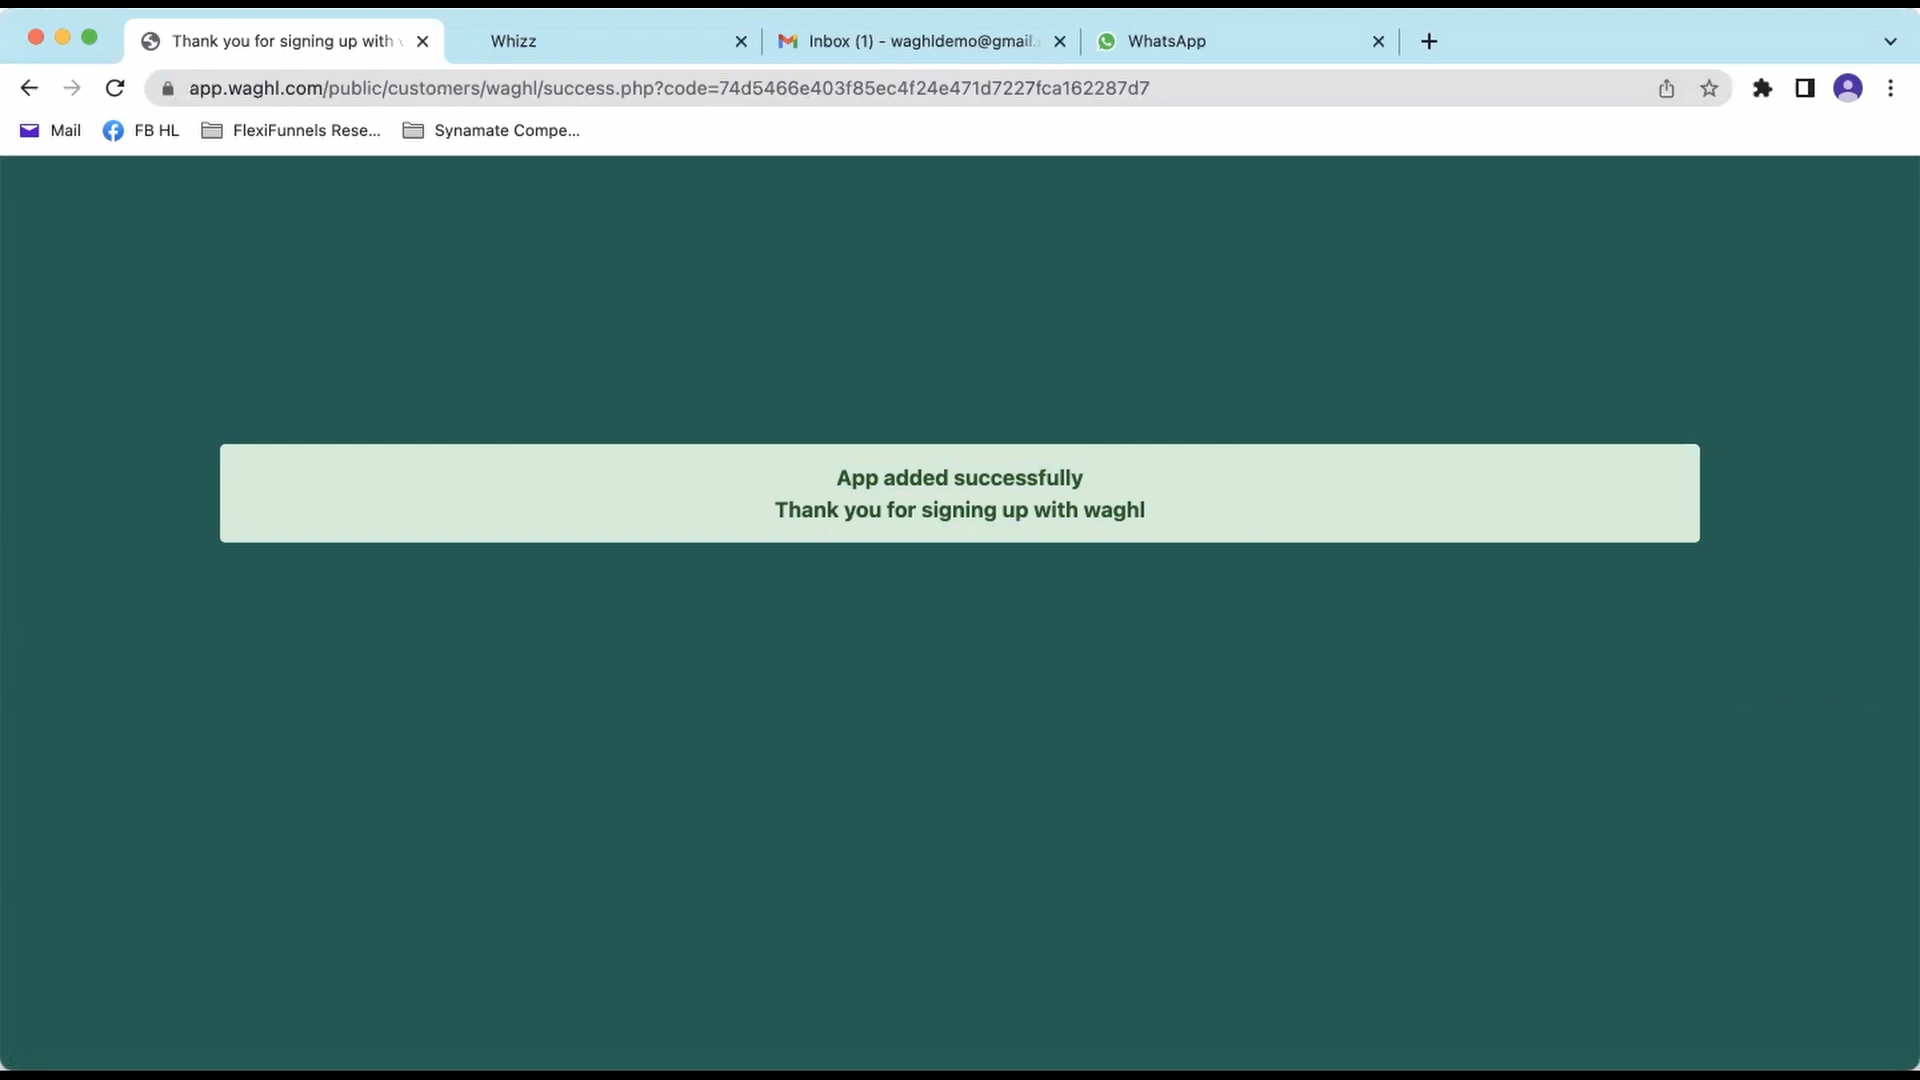 Thank you for signing up with
Whizz
Inbox (1) - waghldemo@gmail.
WhatsApp
app.waghl.com/public/customers/waghl/success.php?code=74d5466e403f85ec4f24e471d7227fca162287d7
Mail
FB HL
FlexiFunnels Rese...
Synamate Compe...
App added successfully
Thank you for signing up with waghl